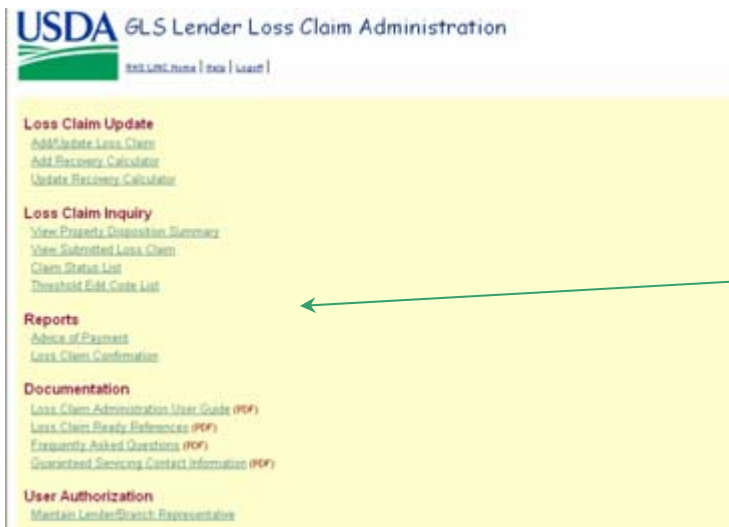 USDA GLS Lender Loss Claim Administration
RHS LINC Home | Help | Logoff |
Loss Claim Update
Add/Update Loss Claim
Add Recovery Calculator
Update Recovery Calculator
Loss Claim Inquiry
View Property Disposition Summary
View Submitted Loss Claim
Claim Status List
Threshold Edit Code List
Reports
Advice of Payment
Loss Claim Confirmation
Documentation
Loss Claim Administration User Guide (PDF)
Loss Claim Ready References (PDF)
Frequently Asked Questions (PDF)
Guaranteed Servicing Contact Information (PDF)
User Authorization
Maintain Lender/Branch Representative